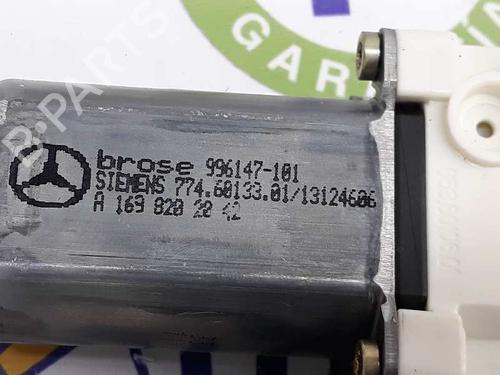 GAR
B-PARTS
brose 996147-101
SIEMENS 774.60133.01/13124606
A 169 820 20 42